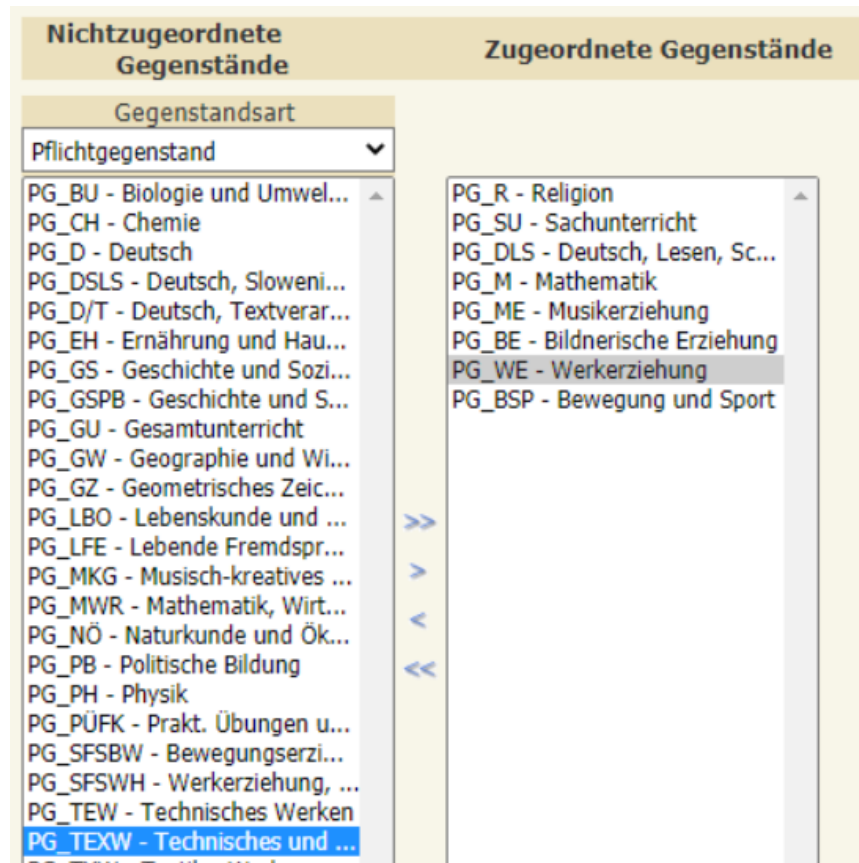 Nichtzugeordnete
Gegenstände
Zugeordnete Gegenstände
Gegenstandsart
Pflichtgegenstand
PG_BU - Biologie und Umwel...
PG_CH - Chemie
PG_D - Deutsch
PG_DSLS - Deutsch, Sloweni...
PG_D/T - Deutsch, Textverar...
PG_EH - Ernährung und Hau...
PG_GS - Geschichte und Sozi...
PG_GSPB - Geschichte und S...
PG_GU - Gesamtunterricht
PG_GW - Geographie und Wi...
PG_GZ - Geometrisches Zeic...
PG_LBO - Lebenskunde und ...
PG_LFE - Lebende Fremdspr...
PG_MKG - Musisch-kreatives ...
PG_MWR - Mathematik, Wirt...
PG_NÖ - Naturkunde und Ök...
PG_PB - Politische Bildung
PG_PH - Physik
PG_PÜFK - Prakt. Übungen u...
PG_SFSBW - Bewegungserzi...
PG_SFSWH - Werkerziehung, ...
PG_TEW - Technisches Werken
PG_TEXW - Technisches und ...
>>
>
<
<<
PG_R - Religion
PG_SU - Sachunterricht
PG_DLS - Deutsch, Lesen, Sc...
PG_M - Mathematik
PG_ME - Musikerziehung
PG_BE - Bildnerische Erziehung
PG_WE - Werkerziehung
PG_BSP - Bewegung und Sport